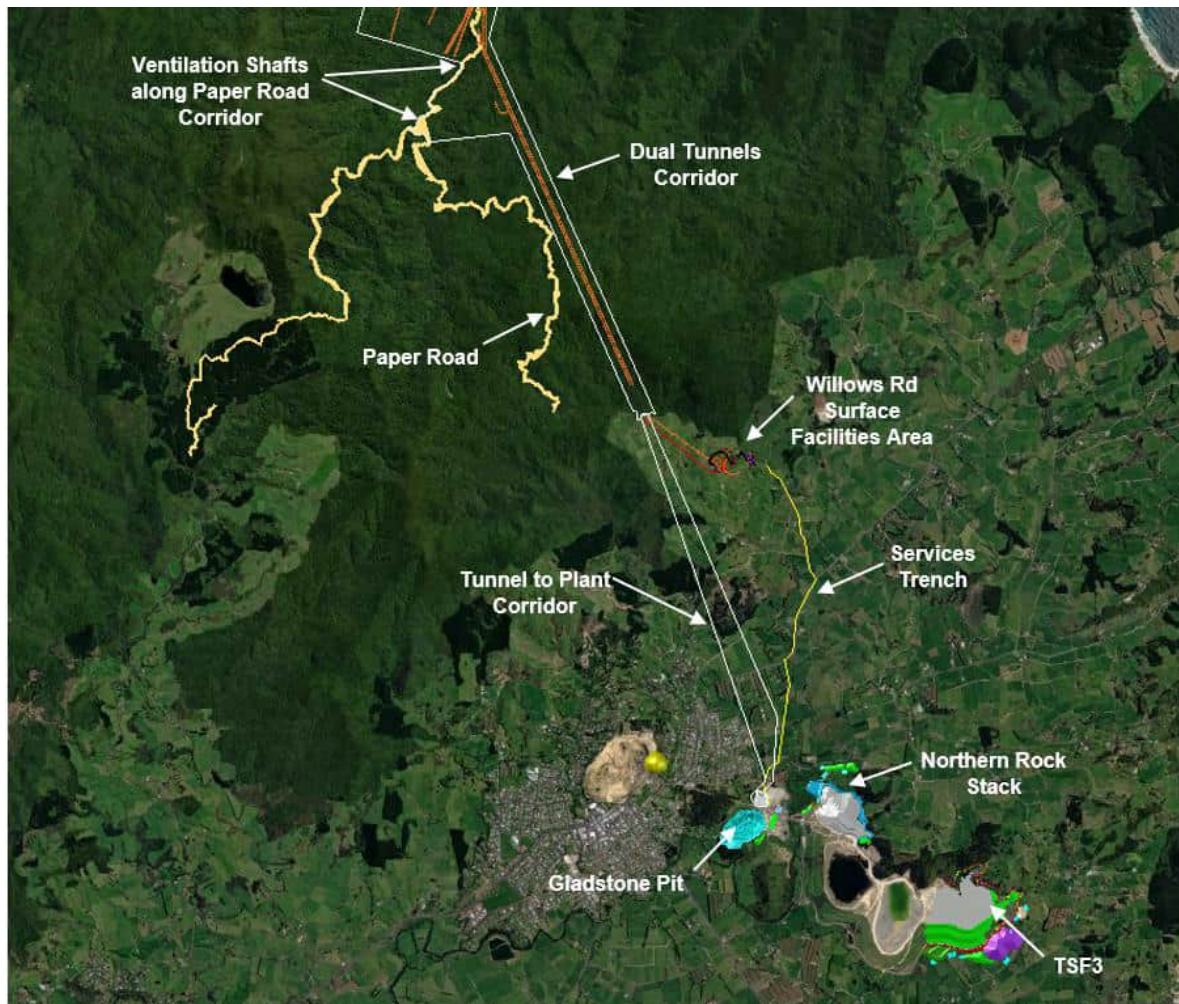 Ventilation Shafts
along Paper Road
Corridor
Dual Tunnels
Corridor
Paper Road
Willows Rd
Surface
Facilities Area
Services
Trench
Tunnel to Plant
Corridor
Northern Rock
Stack
Gladstone Pit
TSF3